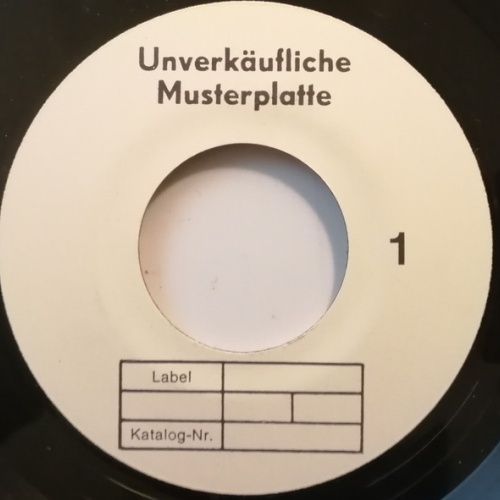 Unverkäufliche
Musterplatte
1
Label
Katalog-Nr.